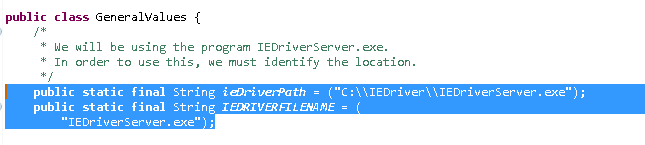 public class GeneralValues {
/*
* We will be using the program IEDriverServer.exe.
* In order to use this, we must identify the location.
*/
public static final String ieDriverPath = ("C:\\IEDriver\\IEDriverServer.exe");
public static final String IEDRIVERFILENAME = (
"IEDriverServer.exe");